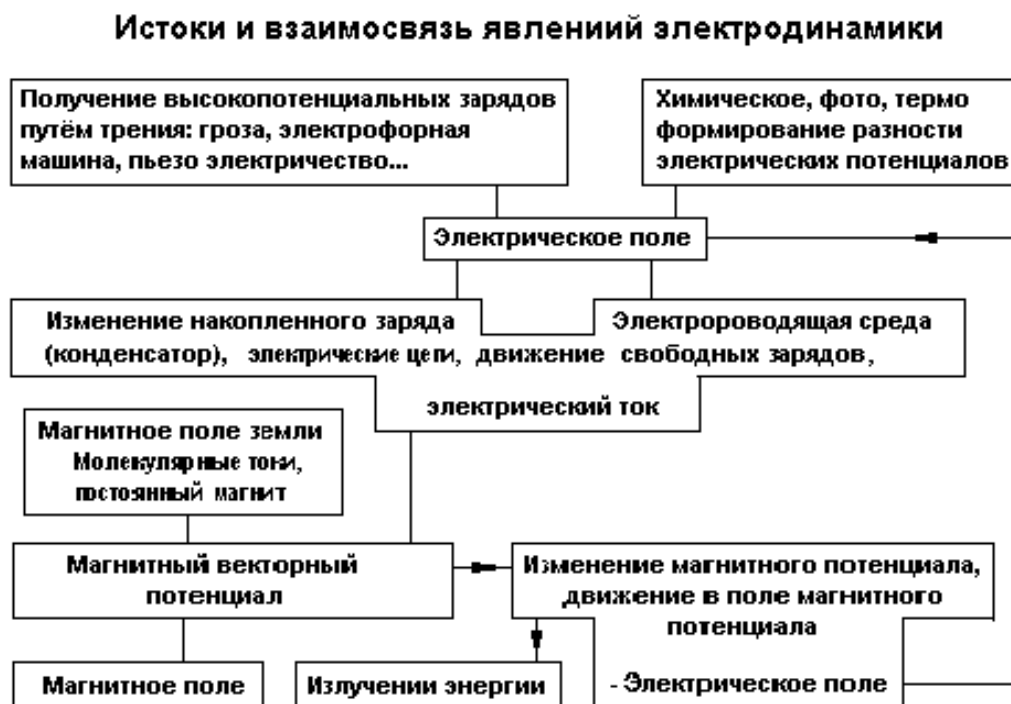 Истоки и взаимосвязь явлениий электродинамики
Получение высокопотенциальных зарядов
путём трения: гроза, электрофорная
машина, пьезо электричество...
Химическое, фото, термо
формирование разности
электрических потенциалов
Электрическое поле
Изменение накопленного заряда
(конденсатор), электрические цепи, движение свободных зарядов,
Электророводящая среда
электрический ток
Магнитное поле земли
Молекулярные токи,
постоянный магнит
Магнитный векторный
потенциал
Изменение магнитного потенциала,
движение в поле магнитного
потенциала
Магнитное поле
Излучении энергии
- Электрическое поле